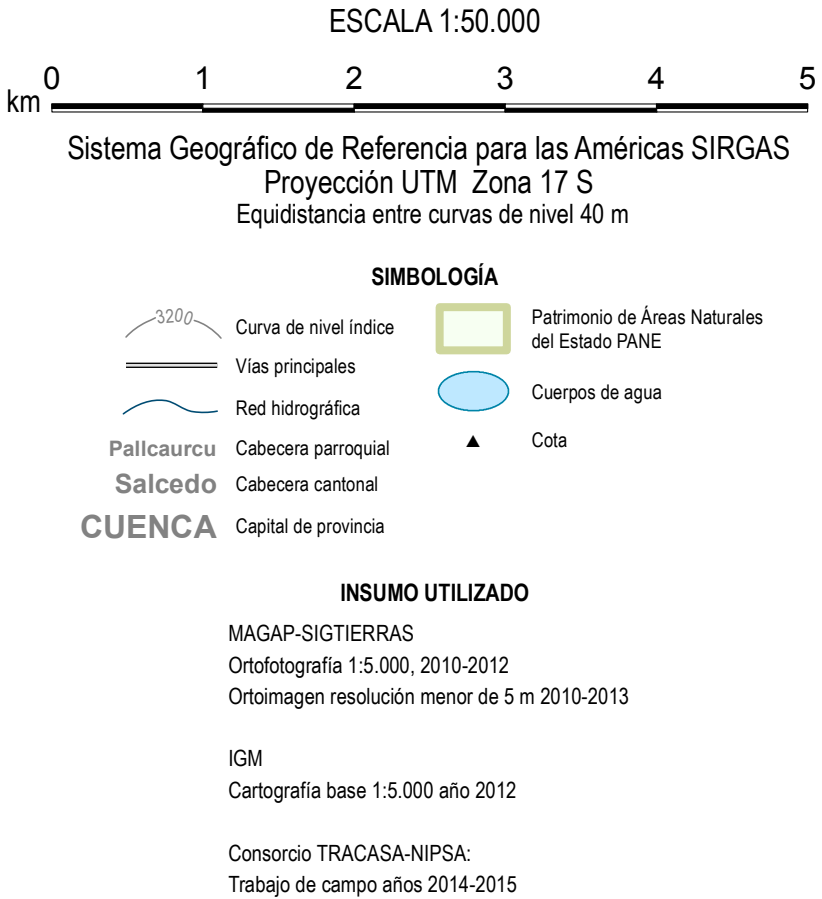 ESCALA 1:50.000
0 1 2 3 4 5
km
Sistema Geográfico de Referencia para las Américas SIRGAS
Proyección UTM Zona 17 S
Equidistancia entre curvas de nivel 40 m
SIMBOLOGÍA
3200 Curva de nivel índice
Vías principales
Red hidrográfica
Pallcaurcu Cabecera parroquial
Salcedo Cabecera cantonal
CUENCA Capital de provincia
Patrimonio de Áreas Naturales
del Estado PANE
Cuerpos de agua
Cota
INSUMO UTILIZADO
MAGAP-SIGTIERRAS
Ortofotografía 1:5.000, 2010-2012
Ortoimagen resolución menor de 5 m 2010-2013
IGM
Cartografía base 1:5.000 año 2012
Consorcio TRACASA-NIPSA:
Trabajo de campo años 2014-2015